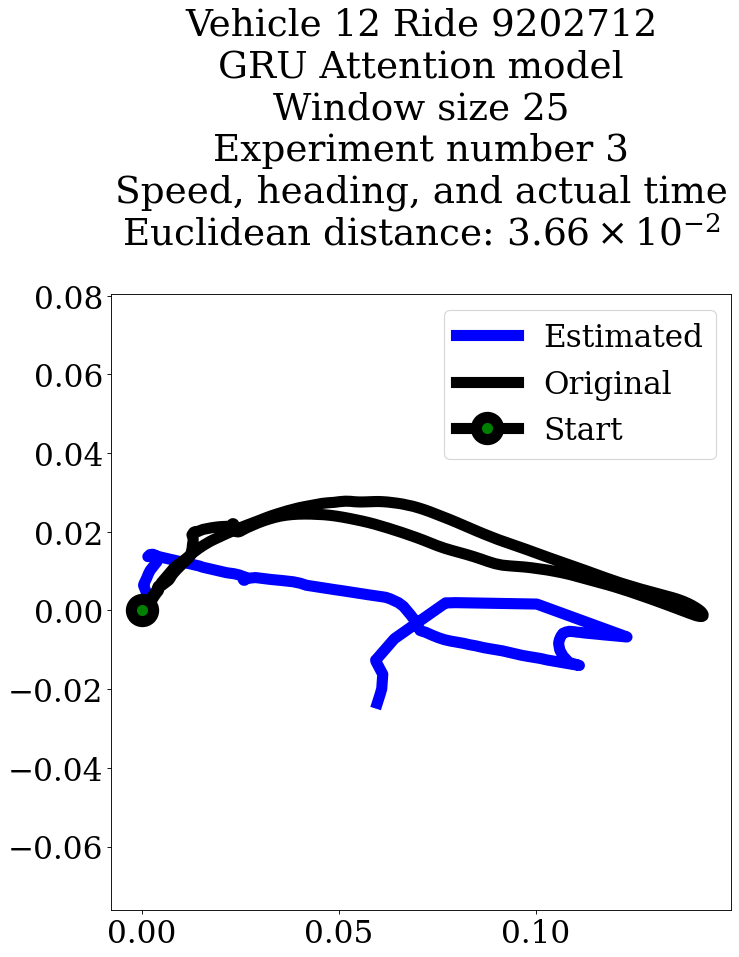 Vehicle 12 Ride 9202712
GRU Attention model
Window size 25
Experiment number 3
Speed, heading, and actual time
Euclidean distance: 3.66 × 10⁻²
Estimated
Original
Start
0.08
0.06
0.04
0.02
0.00
−0.02
−0.04
−0.06
0.00 0.05 0.10